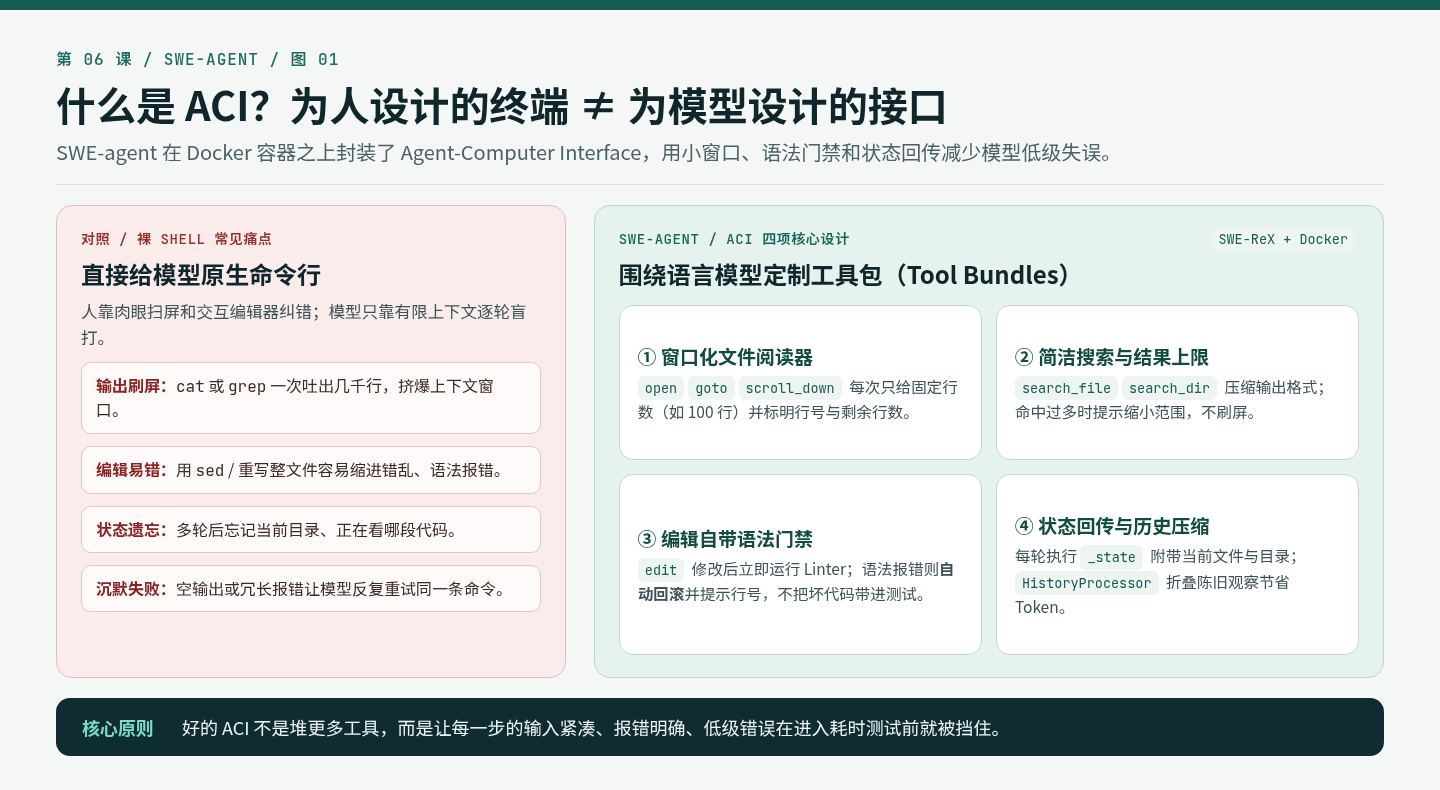 第 06 课 / SWE-AGENT / 图 01
什么是 ACI？为人设计的终端 ≠ 为模型设计的接口
SWE-agent 在 Docker 容器之上封装了 Agent-Computer Interface，用小窗口、语法门禁和状态回传减少模型低级失误。
对照 / 裸 SHELL 常见痛点
直接给模型原生命令行
人靠肉眼扫屏和交互编辑器纠错；模型只靠有限上下文逐轮盲
打。
输出刷屏：cat 或 grep 一次吐出几千行，挤爆上下文窗
口。
编辑易错：用 sed / 重写整文件容易缩进错乱、语法报错。
状态遗忘：多轮后忘记当前目录、正在看哪段代码。
沉默失败：空输出或冗长报错让模型反复重试同一条命令。
SWE-AGENT / ACI 四项核心设计
SWE-ReX + Docker
围绕语言模型定制工具包（Tool Bundles）
① 窗口化文件阅读器
open goto scroll_down 每次只给固定行
数（如 100 行）并标明行号与剩余行数。
② 简洁搜索与结果上限
search_file search_dir 压缩输出格式；
命中过多时提示缩小范围，不刷屏。
③ 编辑自带语法门禁
edit 修改后立即运行 Linter；语法报错则自
动回滚并提示行号，不把坏代码带进测试。
④ 状态回传与历史压缩
每轮执行 _state 附带当前文件与目录；
HistoryProcessor 折叠陈旧观察节省
Token。
核心原则 好的 ACI 不是堆更多工具，而是让每一步的输入紧凑、报错明确、低级错误在进入耗时测试前就被挡住。